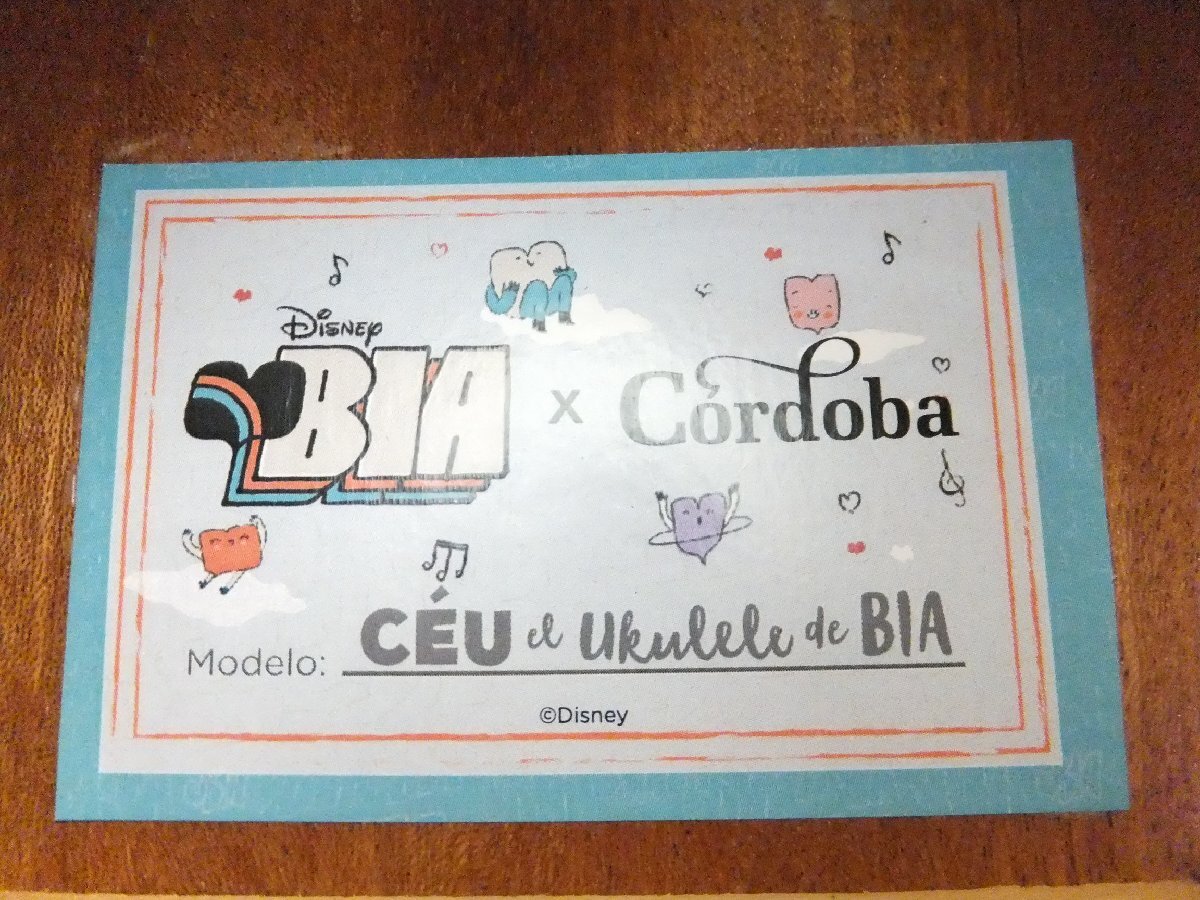 Disney
BIA x Córdoba
Modelo: CÉU el Ukulele de BIA
©Disney